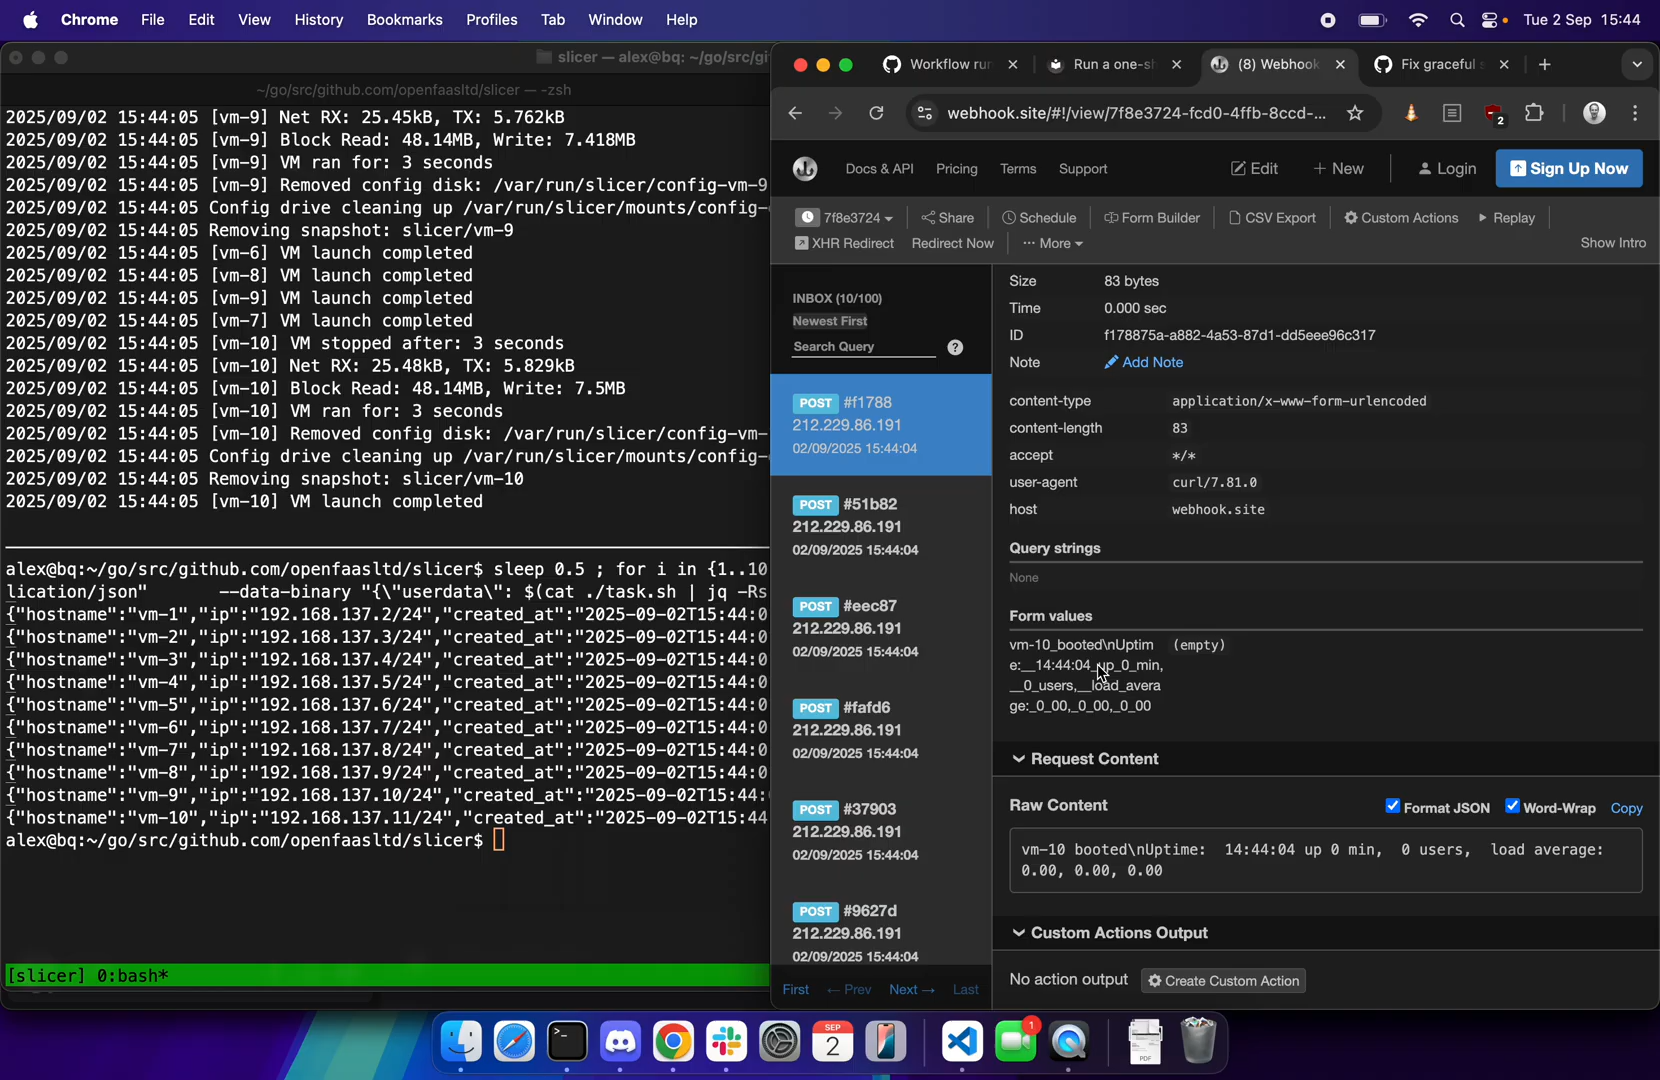 Chrome File Edit View History Bookmarks Profiles Tab Window Help
Tue 2 Sep 15:44
slicer — alex@bq: ~/go/src/gi
~/go/src/github.com/openfaasltd/slicer — -zsh
2025/09/02 15:44:05 [vm-9] Net RX: 25.45kB, TX: 5.762kB
2025/09/02 15:44:05 [vm-9] Block Read: 48.14MB, Write: 7.418MB
2025/09/02 15:44:05 [vm-9] VM ran for: 3 seconds
2025/09/02 15:44:05 [vm-9] Removed config disk: /var/run/slicer/config-vm-9
2025/09/02 15:44:05 Config drive cleaning up /var/run/slicer/mounts/config-
2025/09/02 15:44:05 Removing snapshot: slicer/vm-9
2025/09/02 15:44:05 [vm-6] VM launch completed
2025/09/02 15:44:05 [vm-8] VM launch completed
2025/09/02 15:44:05 [vm-9] VM launch completed
2025/09/02 15:44:05 [vm-7] VM launch completed
2025/09/02 15:44:05 [vm-10] VM stopped after: 3 seconds
2025/09/02 15:44:05 [vm-10] Net RX: 25.48kB, TX: 5.829kB
2025/09/02 15:44:05 [vm-10] Block Read: 48.14MB, Write: 7.5MB
2025/09/02 15:44:05 [vm-10] VM ran for: 3 seconds
2025/09/02 15:44:05 [vm-10] Removed config disk: /var/run/slicer/config-vm-
2025/09/02 15:44:05 Config drive cleaning up /var/run/slicer/mounts/config-
2025/09/02 15:44:05 Removing snapshot: slicer/vm-10
2025/09/02 15:44:05 [vm-10] VM launch completed
alex@bq:~/go/src/github.com/openfaasltd/slicer$ sleep 0.5 ; for i in {1..10
lication/json" --data-binary "{\"userdata\": $(cat ./task.sh | jq -Rs
{"hostname":"vm-1","ip":"192.168.137.2/24","created_at":"2025-09-02T15:44:0
{"hostname":"vm-2","ip":"192.168.137.3/24","created_at":"2025-09-02T15:44:0
{"hostname":"vm-3","ip":"192.168.137.4/24","created_at":"2025-09-02T15:44:0
{"hostname":"vm-4","ip":"192.168.137.5/24","created_at":"2025-09-02T15:44:0
{"hostname":"vm-5","ip":"192.168.137.6/24","created_at":"2025-09-02T15:44:0
{"hostname":"vm-6","ip":"192.168.137.7/24","created_at":"2025-09-02T15:44:0
{"hostname":"vm-7","ip":"192.168.137.8/24","created_at":"2025-09-02T15:44:0
{"hostname":"vm-8","ip":"192.168.137.9/24","created_at":"2025-09-02T15:44:0
{"hostname":"vm-9","ip":"192.168.137.10/24","created_at":"2025-09-02T15:44:
{"hostname":"vm-10","ip":"192.168.137.11/24","created_at":"2025-09-02T15:44
alex@bq:~/go/src/github.com/openfaasltd/slicer$
[slicer] 0:bash*
Workflow run Run a one-sh (8) Webhook Fix graceful s
webhook.site/#!/view/7f8e3724-fcd0-4ffb-8ccd-...
2
Docs & API Pricing Terms Support Edit + New Login Sign Up Now
7f8e3724 Share Schedule Form Builder CSV Export Custom Actions Replay
XHR Redirect Redirect Now ... More Show Intro
INBOX (10/100)
Newest First
Search Query ?
POST #f1788
212.229.86.191
02/09/2025 15:44:04
POST #51b82
212.229.86.191
02/09/2025 15:44:04
POST #eec87
212.229.86.191
02/09/2025 15:44:04
POST #fafd6
212.229.86.191
02/09/2025 15:44:04
POST #37903
212.229.86.191
02/09/2025 15:44:04
POST #9627d
212.229.86.191
02/09/2025 15:44:04
First ← Prev Next → Last
Size 83 bytes
Time 0.000 sec
ID f178875a-a882-4a53-87d1-dd5eee96c317
Note Add Note
content-type application/x-www-form-urlencoded
content-length 83
accept */*
user-agent curl/7.81.0
host webhook.site
Query strings
None
Form values
vm-10_booted\nUptim (empty)
e:__14:44:04_up_0_min,
__0_users,__load_avera
ge:_0_00,_0_00,_0_00
Request Content
Raw Content Format JSON Word-Wrap Copy
vm-10 booted\nUptime: 14:44:04 up 0 min, 0 users, load average:
0.00, 0.00, 0.00
Custom Actions Output
No action output Create Custom Action
SEP
2
1
PDF